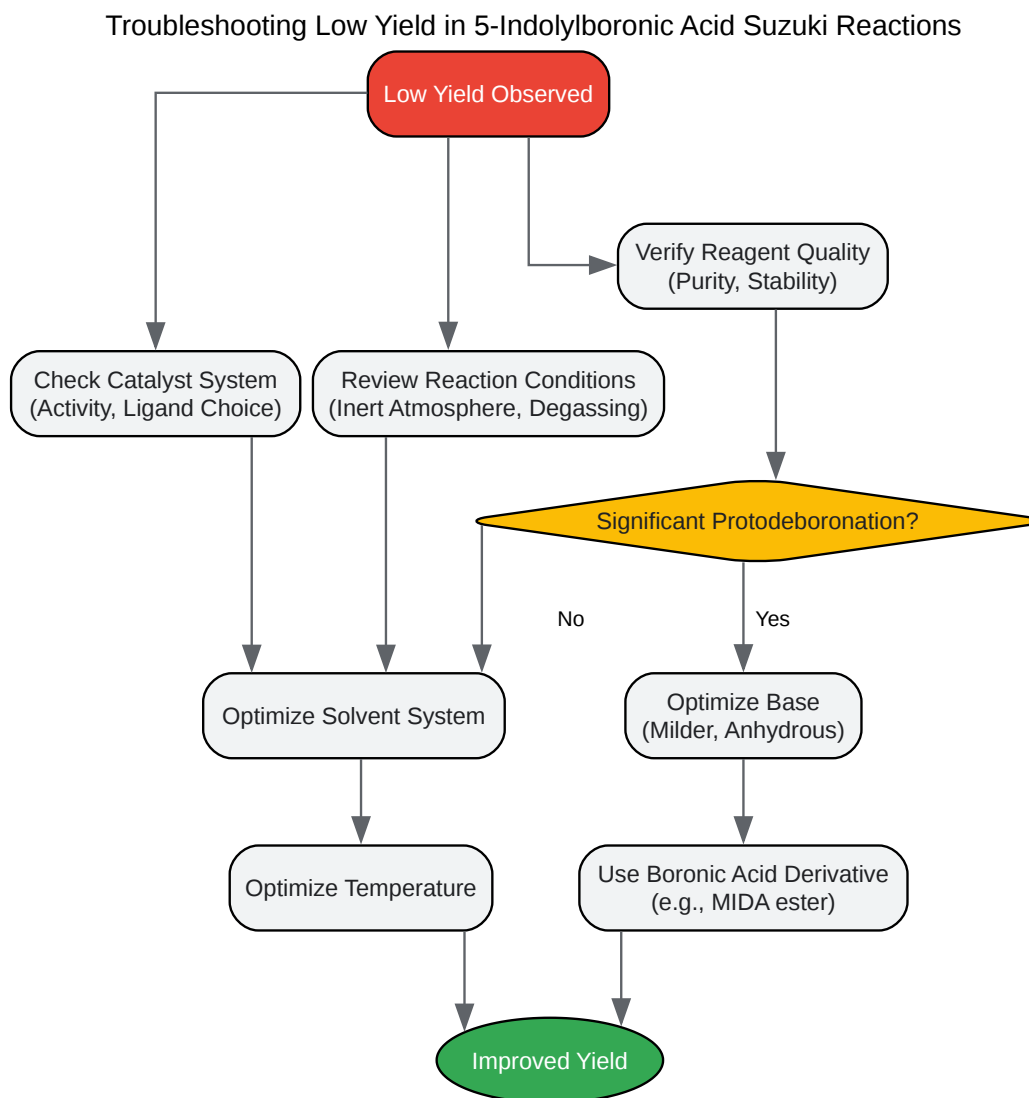 Troubleshooting Low Yield in 5-Indolylboronic Acid Suzuki Reactions
Low Yield Observed
Verify Reagent Quality
(Purity, Stability)
Check Catalyst System
(Activity, Ligand Choice)
Review Reaction Conditions
(Inert Atmosphere, Degassing)
Significant Protodeboronation?
No
Yes
Optimize Solvent System
Optimize Base
(Milder, Anhydrous)
Optimize Temperature
Use Boronic Acid Derivative
(e.g., MIDA ester)
Improved Yield